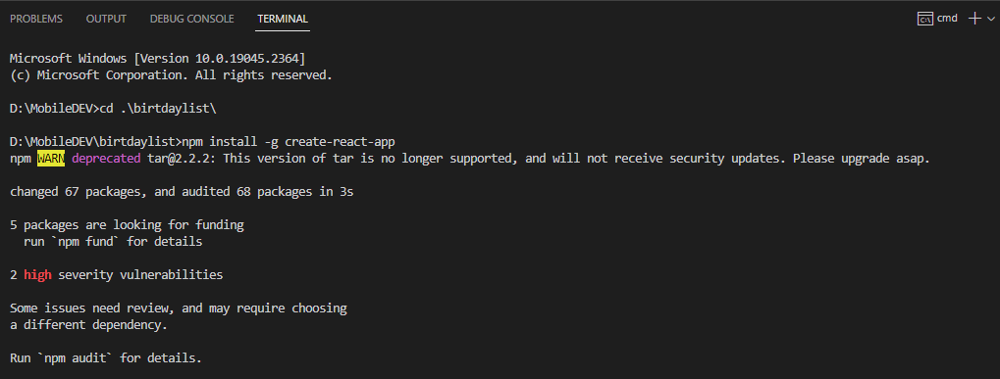 PROBLEMS OUTPUT DEBUG CONSOLE TERMINAL cmd
Microsoft Windows [Version 10.0.19045.2364]
(c) Microsoft Corporation. All rights reserved.
D:\MobileDEV>cd .\birtdaylist\
D:\MobileDEV\birtdaylist>npm install -g create-react-app
npm WARN deprecated tar@2.2.2: This version of tar is no longer supported, and will not receive security updates. Please upgrade asap.
changed 67 packages, and audited 68 packages in 3s
5 packages are looking for funding
  run `npm fund` for details
2 high severity vulnerabilities
Some issues need review, and may require choosing
a different dependency.
Run `npm audit` for details.